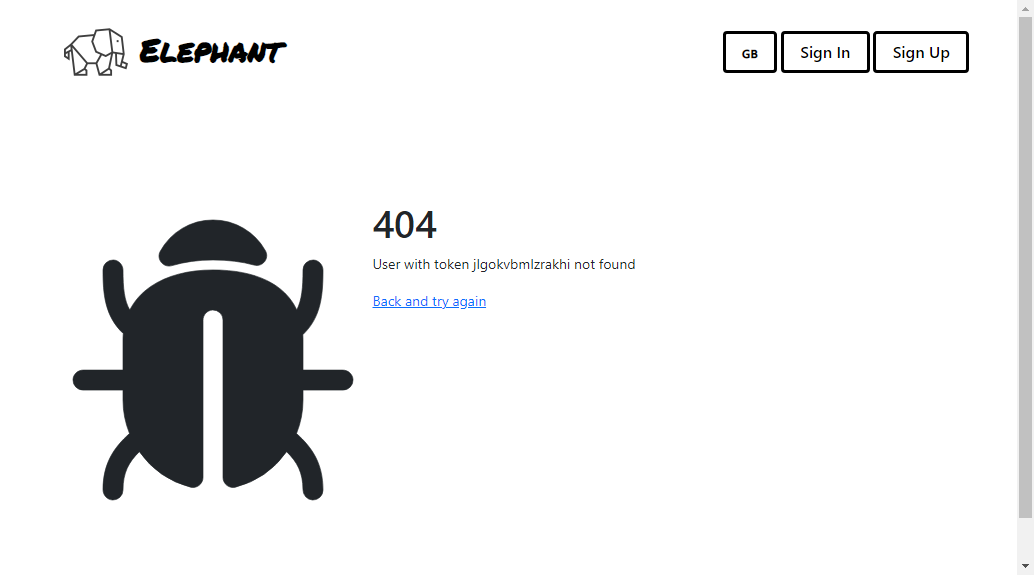 Elephant
GB
Sign In
Sign Up
404
User with token jlgokvbmlzrakhi not found
Back and try again